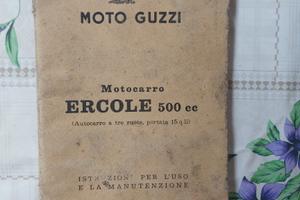 MOTO GUZZI
Motocarro
ERCOLE 500 cc
(Autocarro a tre ruote, portata 15 q.li)
ISTRUZIONI PER L'USO
E LA MANUTENZIONE